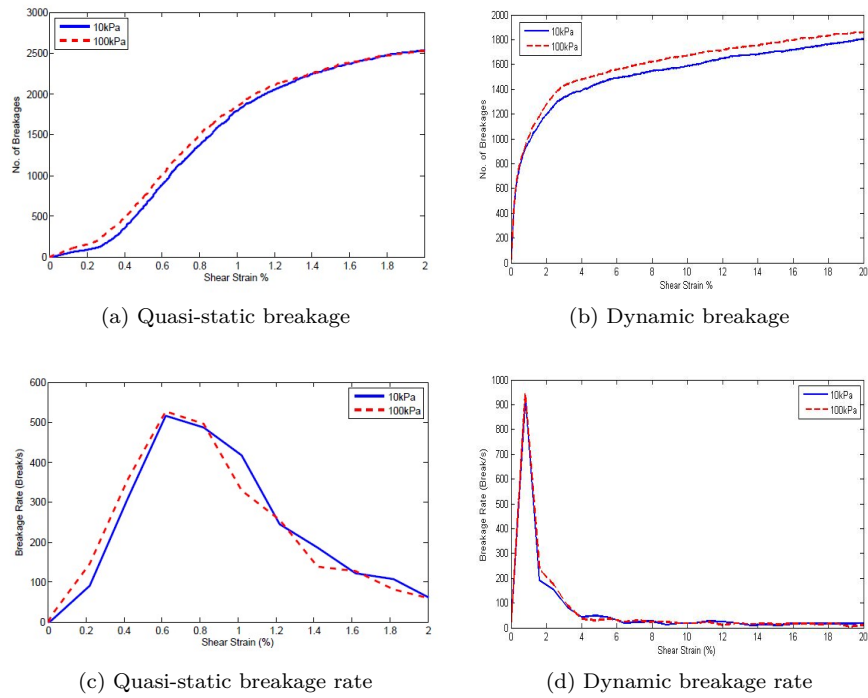 3000
2500
2000
1500
1000
500
0
No. of Breakages
10kPa
100kPa
0 0.2 0.4 0.6 0.8 1 1.2 1.4 1.6 1.8 2
Shear Strain %
(a) Quasi-static breakage
2000
1800
1600
1400
1200
1000
800
600
400
200
0
No. of Breakages
10kPa
100kPa
0 2 4 6 8 10 12 14 16 18 20
Shear Strain %
(b) Dynamic breakage
600
500
400
300
200
100
0
Breakage Rate (Break/s)
10kPa
100kPa
0 0.2 0.4 0.6 0.8 1.0 1.2 1.4 1.6 1.8 2
Shear Strain (%)
(c) Quasi-static breakage rate
1000
900
800
700
600
500
400
300
200
100
0
Breakage Rate (Break/s)
10kPa
100kPa
0 2 4 6 8 10 12 14 16 18 20
Shear Strain (%)
(d) Dynamic breakage rate